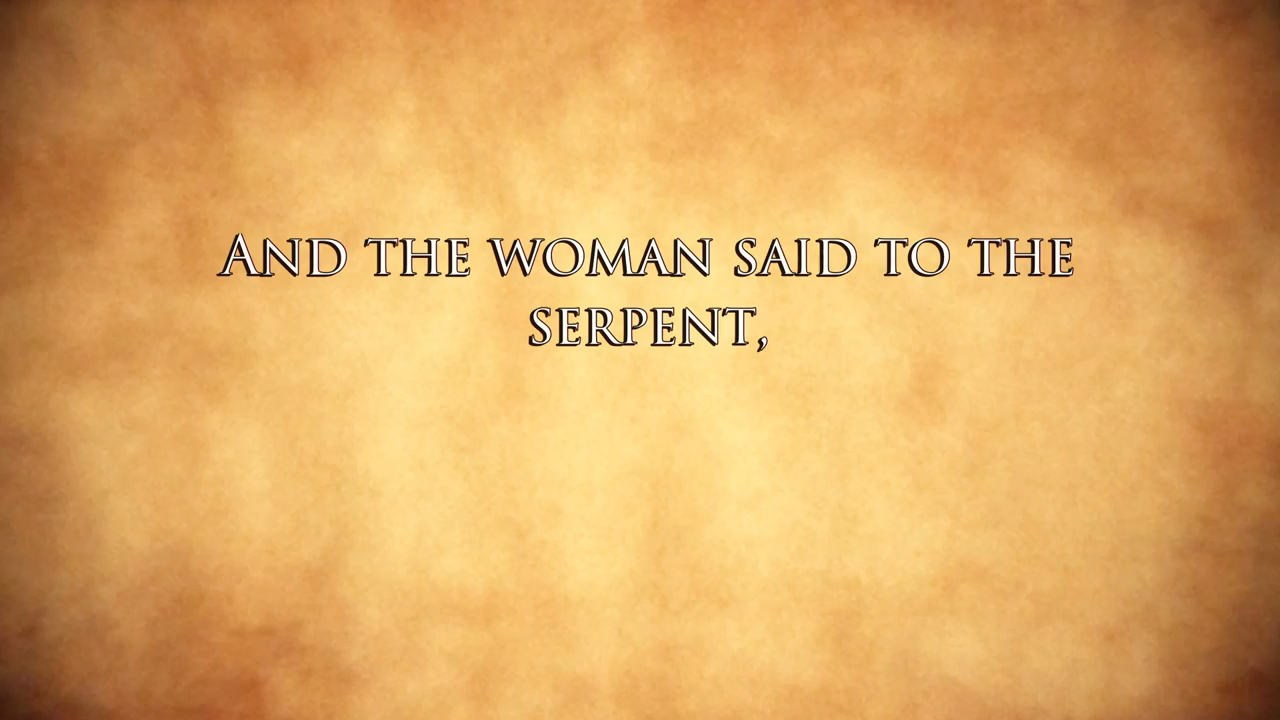 And the woman said to the
serpent,